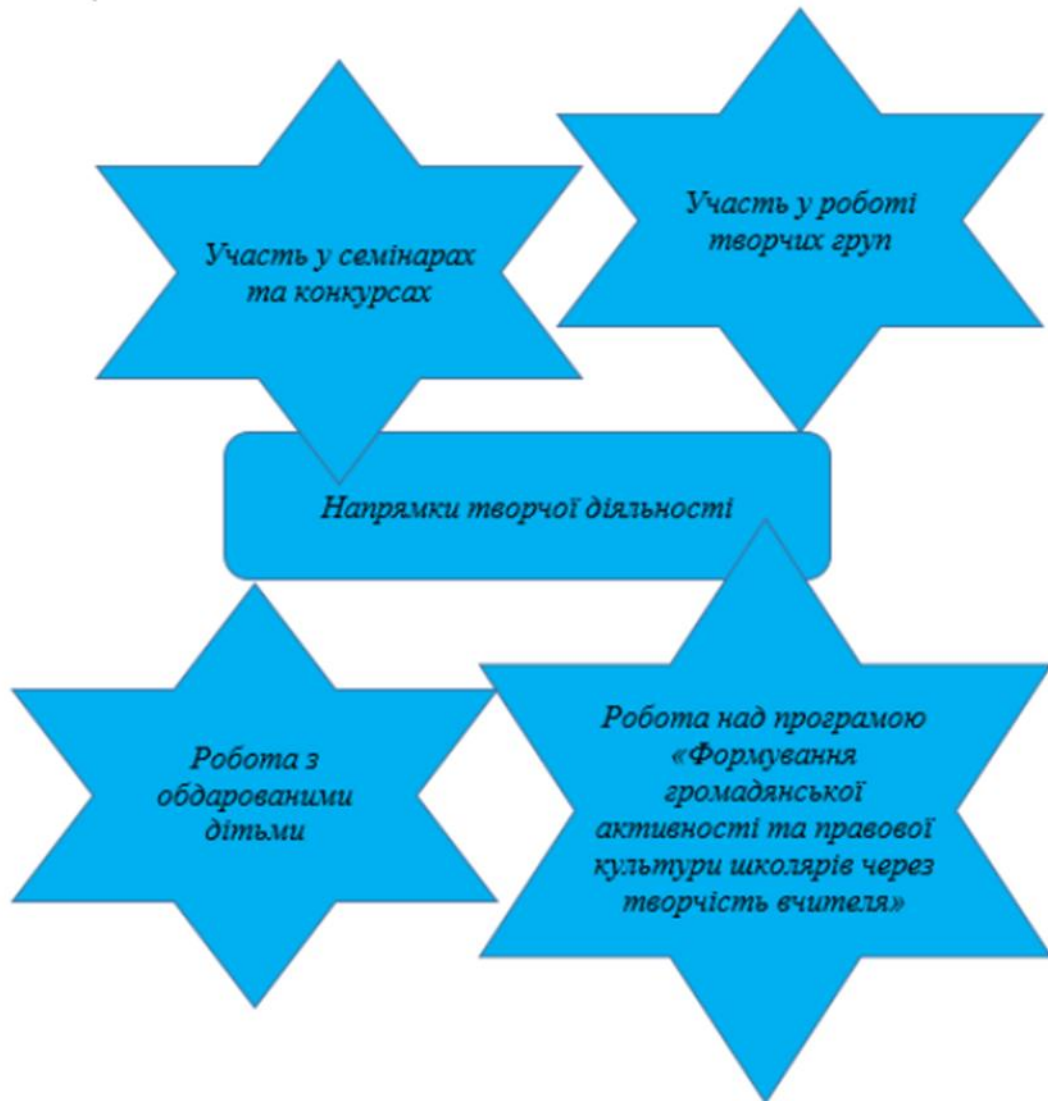 Участь у семінарах
та конкурсах
Участь у роботі
творчих груп
Напрямки творчої діяльності
Робота з
обдарованими
дітьми
Робота над програмою
«Формування
громадянської
активності та правової
культури школярів через
творчість вчителя»